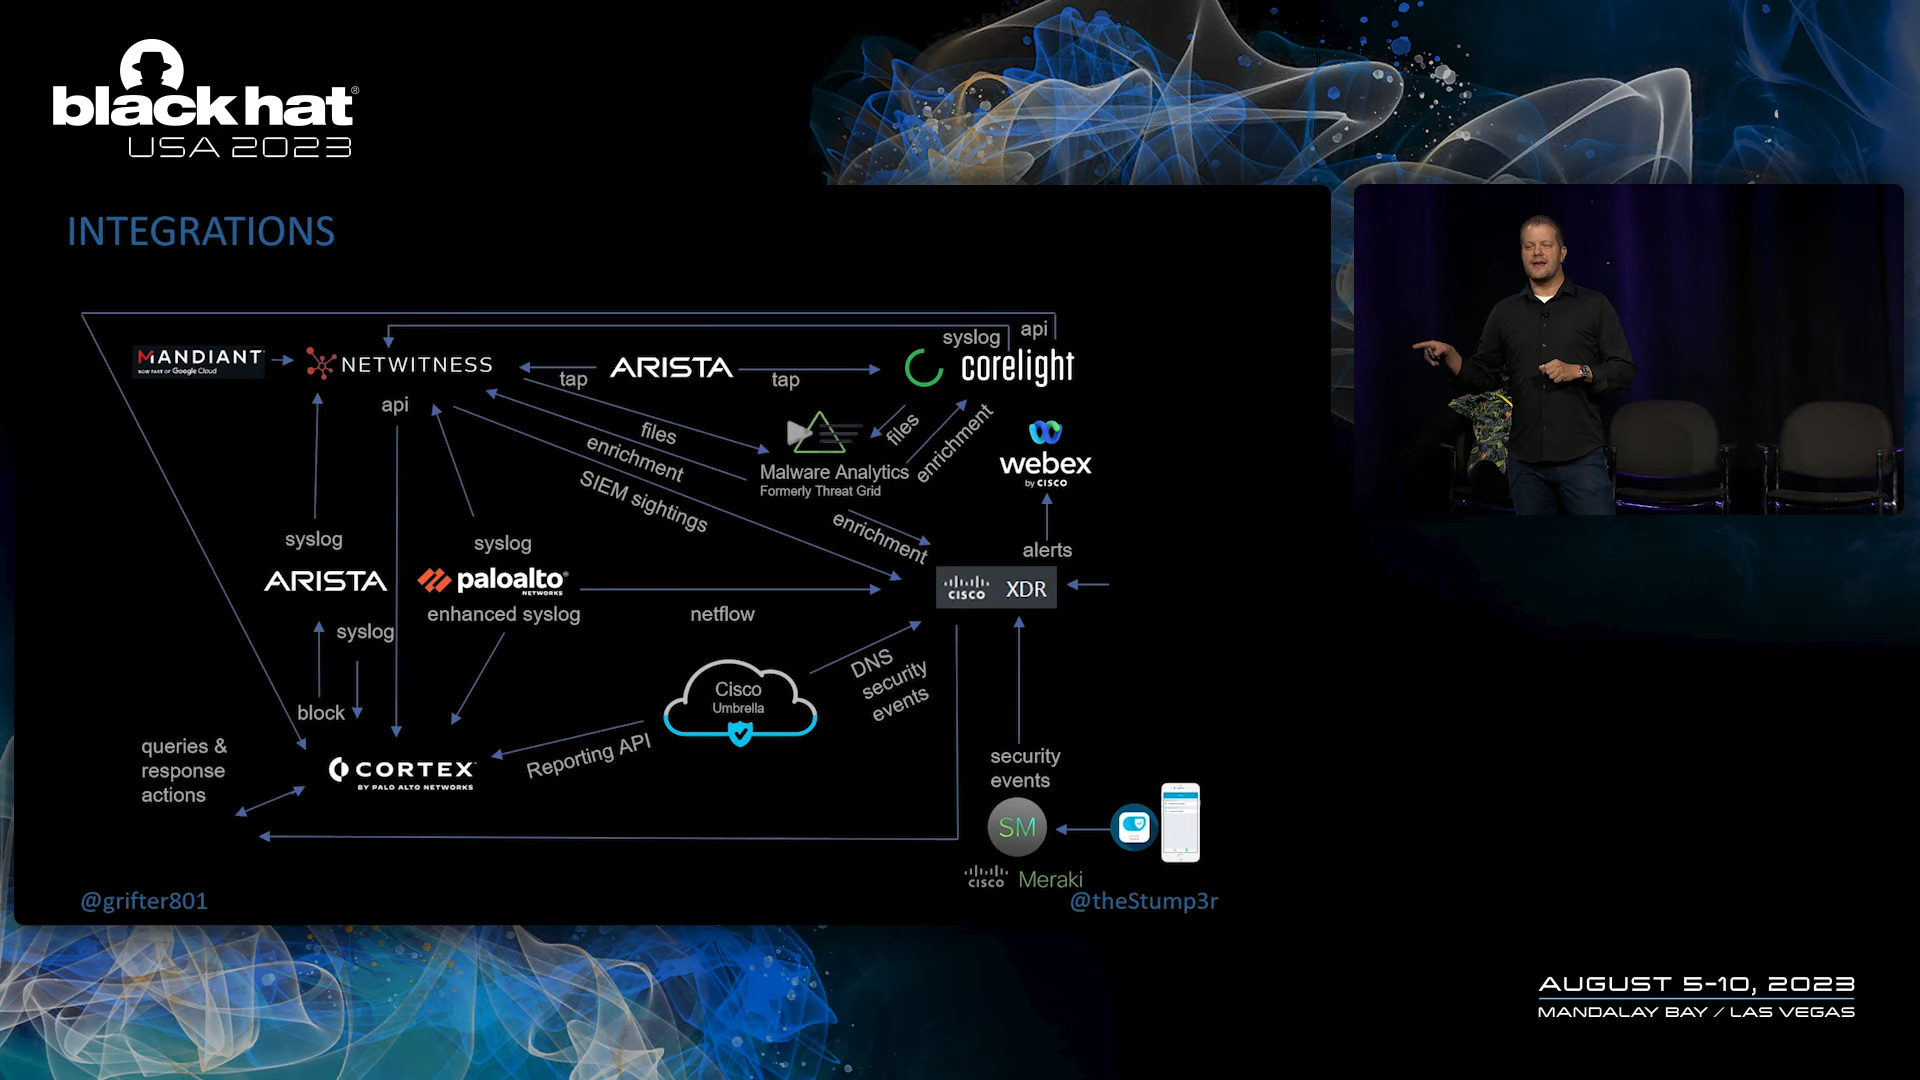 black hat®
USA 2023
INTEGRATIONS
api
syslog
MANDIANT
NOW PART OF Google Cloud
NETWITNESS
tap
ARISTA
tap
corelight
api
files
enrichment
SIEM sightings
files
enrichment
Malware Analytics
Formerly Threat Grid
webex
by CISCO
enrichment
alerts
syslog
ARISTA
syslog
paloalto
NETWORKS
enhanced syslog
netflow
CISCO XDR
syslog
block
Cisco
Umbrella
DNS
security
events
Reporting API
queries &
response
actions
CORTEX
BY PALO ALTO NETWORKS
security
events
SM
CISCO Meraki
@grifter801
@theStump3r
AUGUST 5-10, 2023
MANDALAY BAY / LAS VEGAS